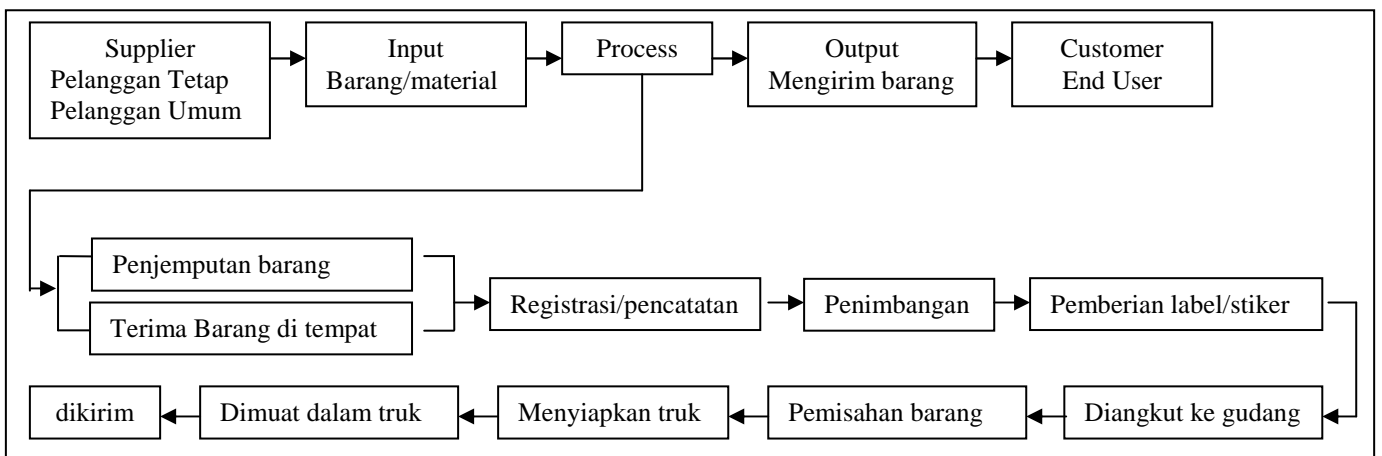 Supplier
Pelanggan Tetap
Pelanggan Umum
Input
Barang/material
Process
Output
Mengirim barang
Customer
End User
Penjemputan barang
Terima Barang di tempat
Registrasi/pencatatan
Penimbangan
Pemberian label/stiker
dikirim
Dimuat dalam truk
Menyiapkan truk
Pemisahan barang
Diangkut ke gudang